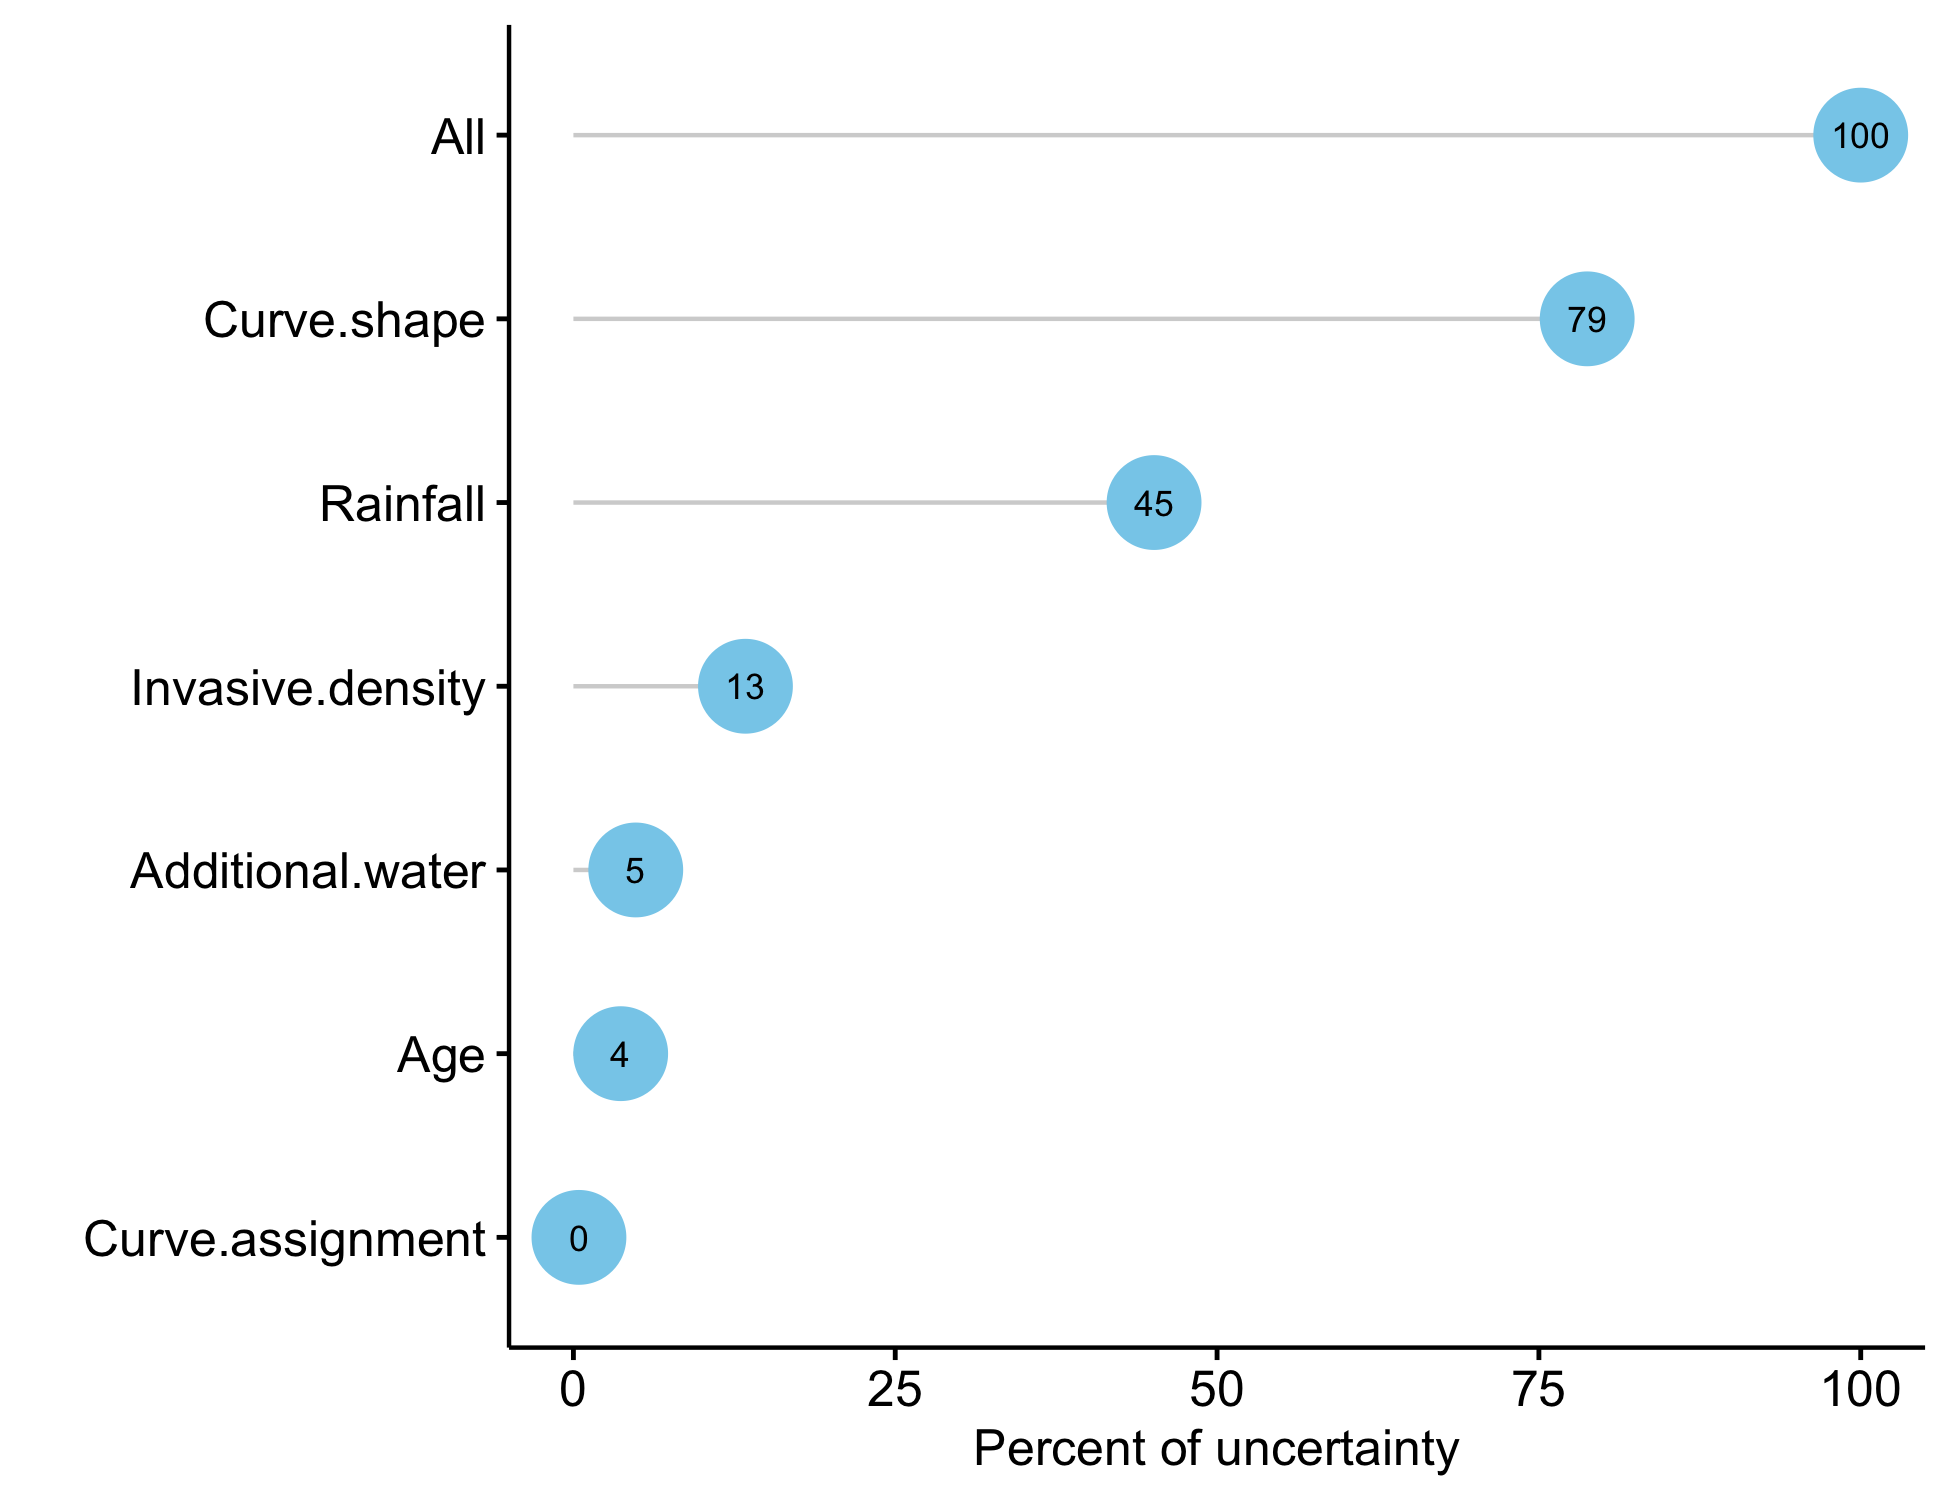 All
100
Curve.shape
79
Rainfall
45
Invasive.density
13
Additional.water
5
Age
4
Curve.assignment
0
0 25 50 75 100
Percent of uncertainty